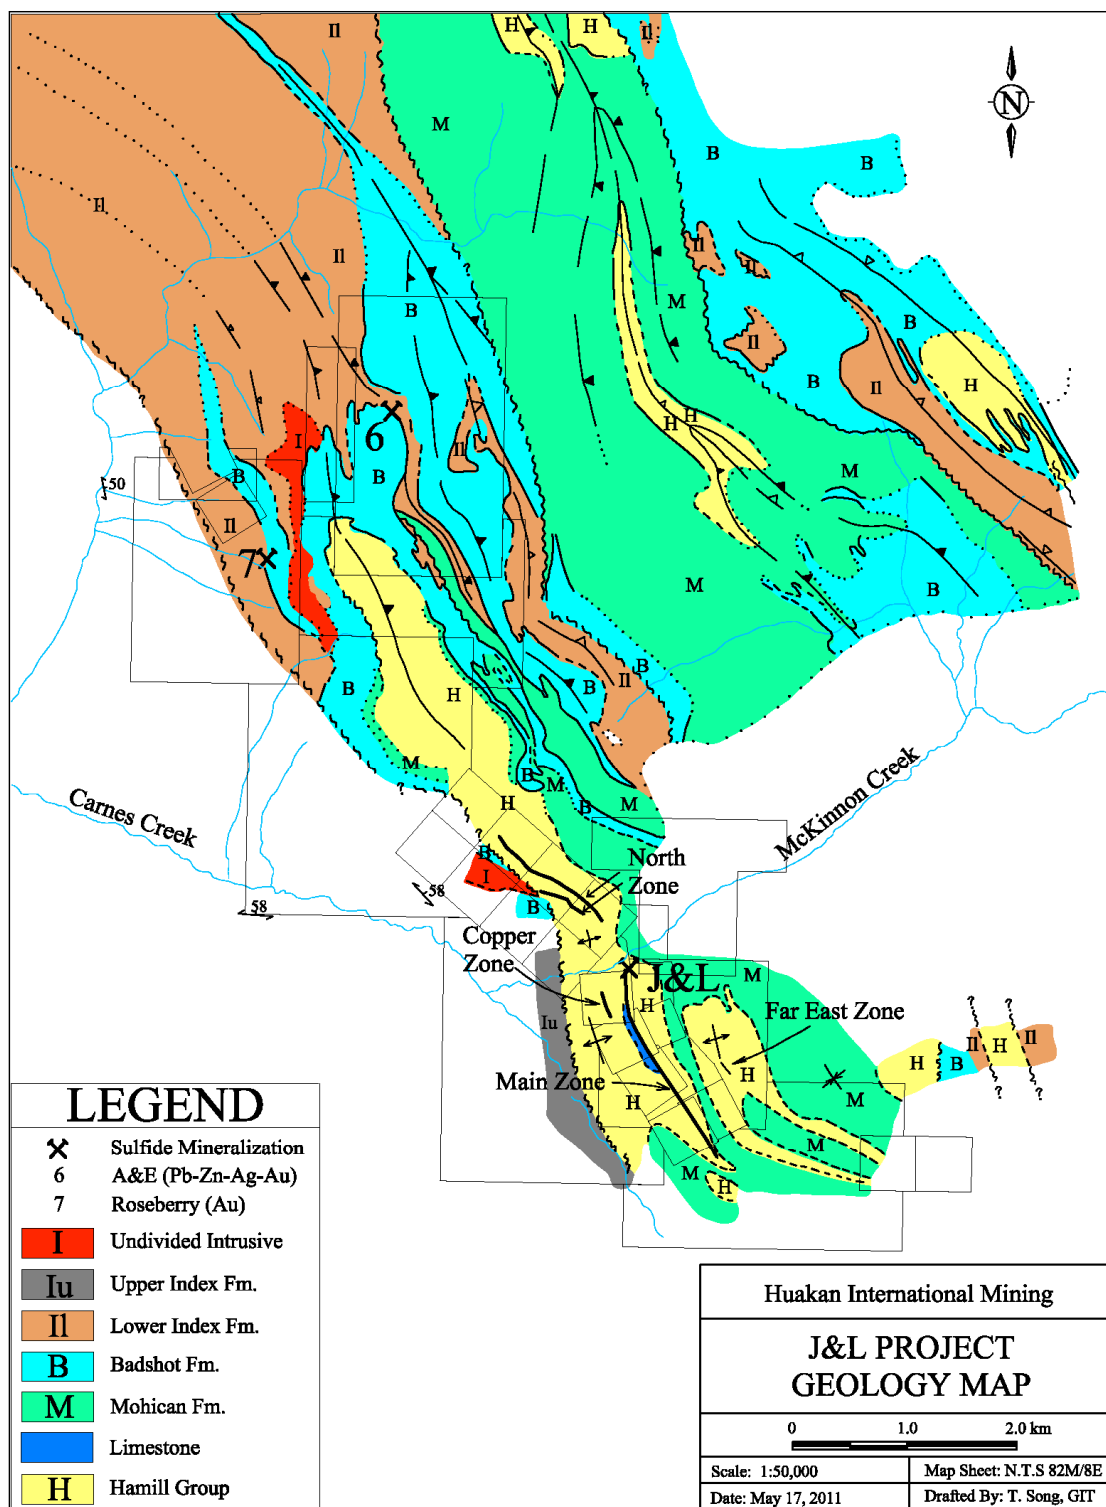 H
H
Il
Il
M
N
B
B
Il
Il
M
Il
Il
B
B
Il
B
Il
H
6
I
Il
B
H
H
M
B
50
Il
7
M
B
B
H
B
Il
B
M
B
M
M
H
B
Carnes Creek
McKinnon Creek
B
I
North
Zone
58
58
B
Copper
Zone
J&L
M
H
Far East Zone
Iu
Main Zone
H
H
M
M
M
H
H
B
Il
H
Il
?
?
?
?
?
?
?
?
LEGEND
Sulfide Mineralization
6 A&E (Pb-Zn-Ag-Au)
7 Roseberry (Au)
I Undivided Intrusive
Iu Upper Index Fm.
Il Lower Index Fm.
B Badshot Fm.
M Mohican Fm.
Limestone
H Hamill Group
Huakan International Mining
J&L PROJECT
GEOLOGY MAP
0 1.0 2.0 km
Scale: 1:50,000
Map Sheet: N.T.S 82M/8E
Date: May 17, 2011
Drafted By: T. Song, GIT